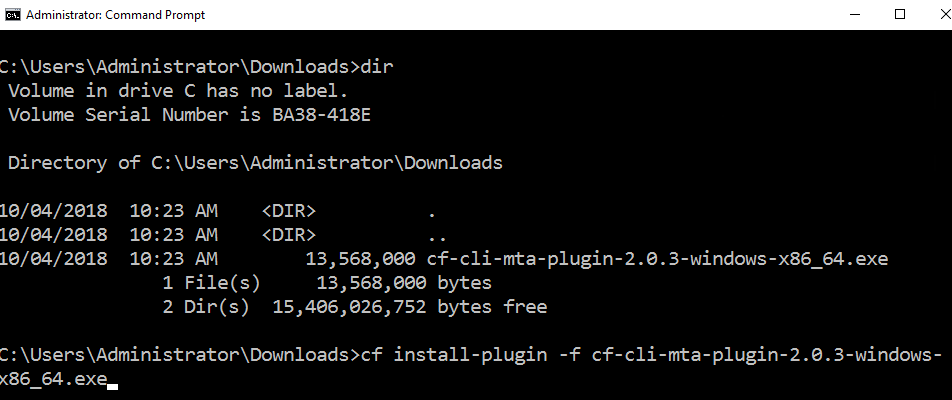 Administrator: Command Prompt
C:\Users\Administrator\Downloads>dir
Volume in drive C has no label.
Volume Serial Number is BA38-418E
Directory of C:\Users\Administrator\Downloads
10/04/2018  10:23 AM    <DIR>          .
10/04/2018  10:23 AM    <DIR>          ..
10/04/2018  10:23 AM        13,568,000 cf-cli-mta-plugin-2.0.3-windows-x86_64.exe
1 File(s)     13,568,000 bytes
2 Dir(s)  15,406,026,752 bytes free
C:\Users\Administrator\Downloads>cf install-plugin -f cf-cli-mta-plugin-2.0.3-windows-
x86_64.exe